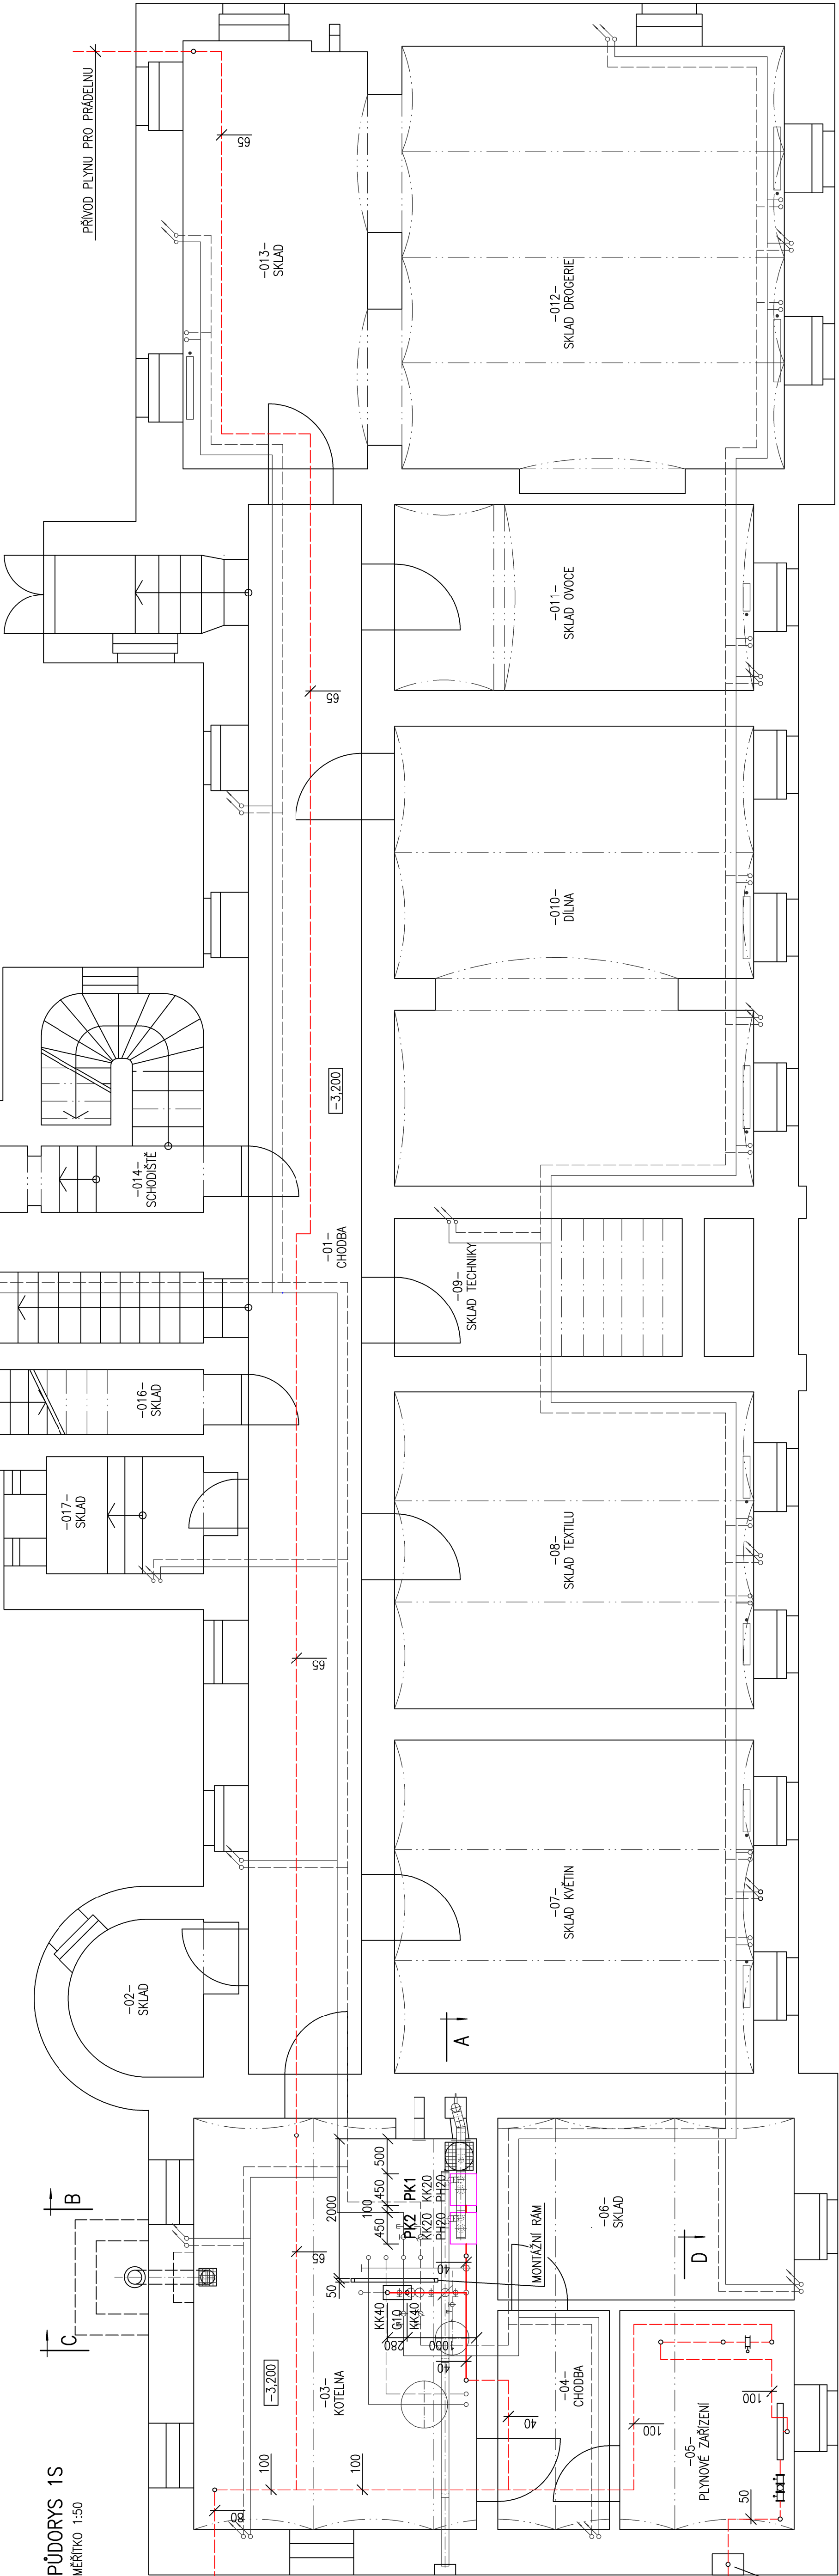 PŮDORYS 1S
MĚŘÍTKO 1:50
PŘÍVOD PLYNU PRO PRÁDELNU
65
-013-
SKLAD
-012-
SKLAD DROGERIE
-011-
SKLAD OVOCE
65
-010-
DÍLNA
-3,200
-014-
SCHODIŠTĚ
-01-
CHODBA
-09-
SKLAD TECHNIKY
-016-
SKLAD
-017-
SKLAD
-08-
SKLAD TEXTILU
65
-07-
SKLAD KVĚTIN
-02-
SKLAD
A
B
C
D
500
450
100
450
2000
50
65
PK1
KK20
PH20
PK2
KK20
PH20
40
MONTÁŽNÍ RÁM
KK40
G10
KK40
280
1000
40
-06-
SKLAD
-3,200
-03-
KOTELNA
-04-
CHODBA
40
100
100
80
100
100
-05-
PLYNOVÉ ZAŘÍZENÍ
50